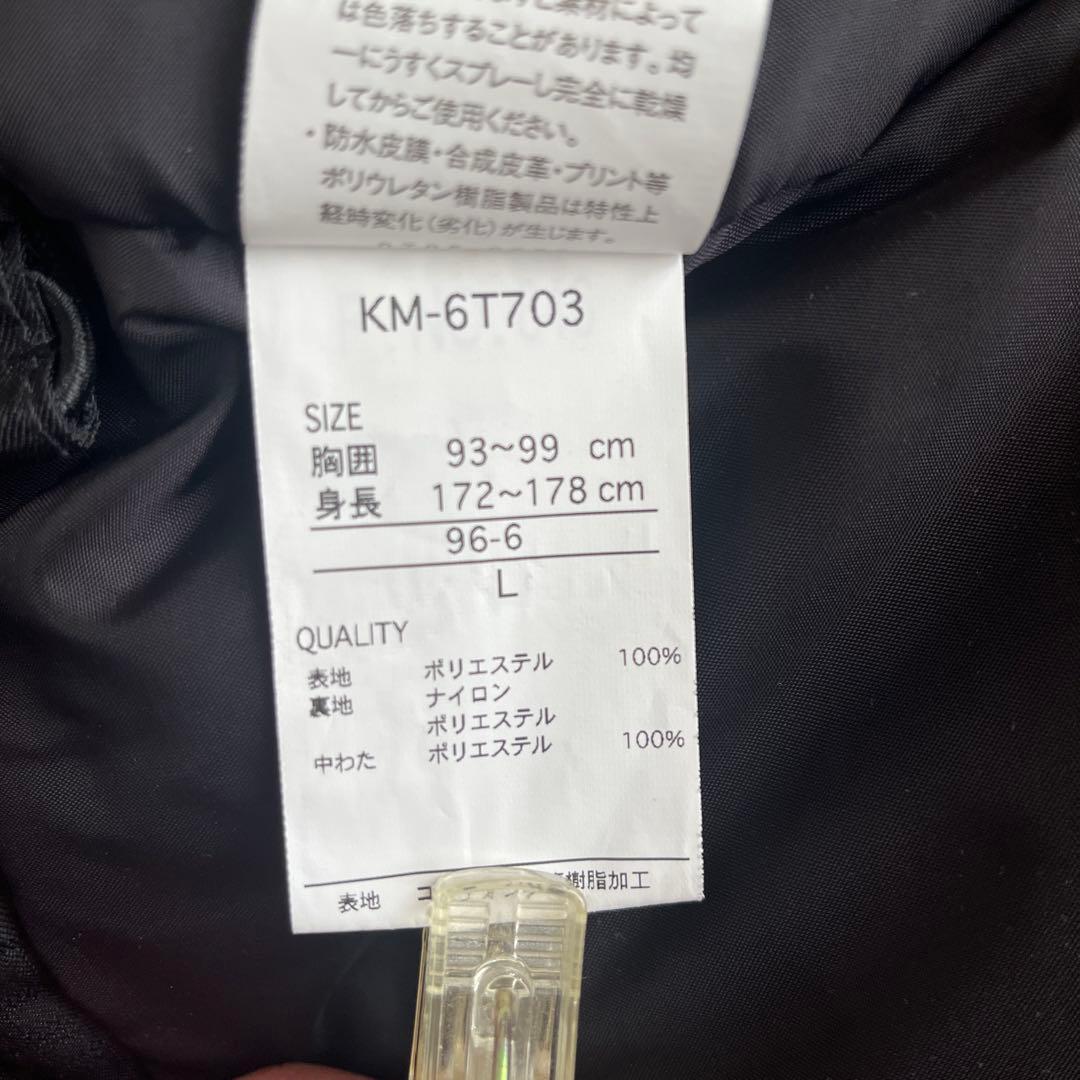 によって
は色落ちすることがあります。均
一にうすくスプレーし完全に乾燥
してからご使用ください。
・防水皮膜・合成皮革・プリント等
ポリウレタン樹脂製品は特性上
経時変化（劣化）が生じます。
KM-6T703
SIZE
胸囲 93~99 cm
身長 172~178 cm
96-6
L
QUALITY
表地 ポリエステル 100%
裏地 ナイロン
ポリエステル
中わた ポリエステル 100%
表地 樹脂加工